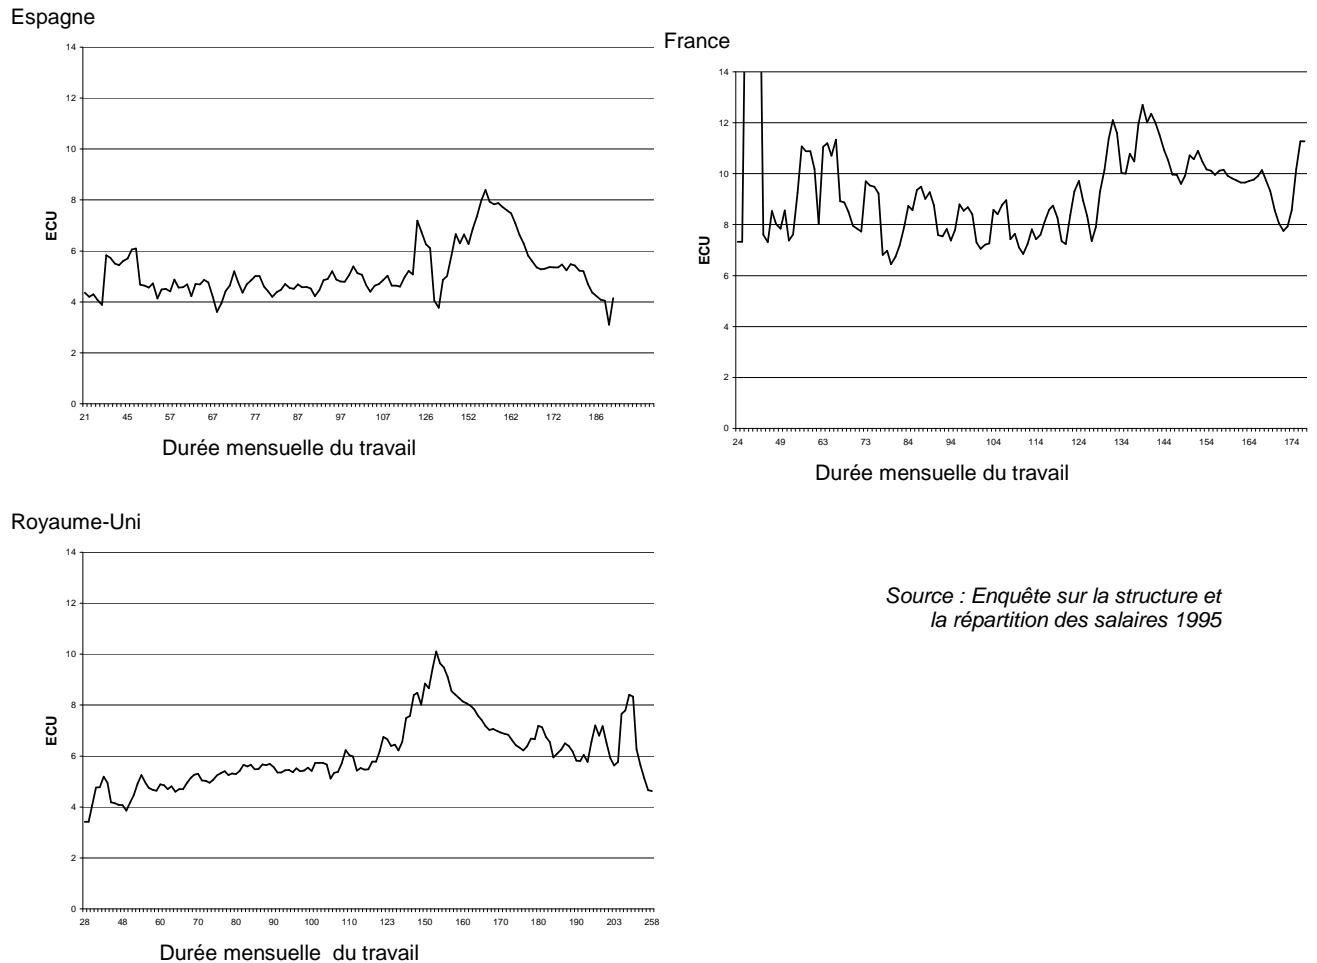 Espagne
14
12
10
8
6
4
2
0
ECU
21 45 57 67 77 87 97 107 126 152 162 172 186
Durée mensuelle du travail
France
14
12
10
8
6
4
2
0
ECU
24 49 63 73 84 94 104 114 124 134 144 154 164 174
Durée mensuelle du travail
Royaume-Uni
14
12
10
8
6
4
2
0
ECU
28 48 60 70 80 90 100 110 123 140 150 160 170 180 190 203 258
Durée mensuelle du travail
Source : Enquête sur la structure et
la répartition des salaires 1995